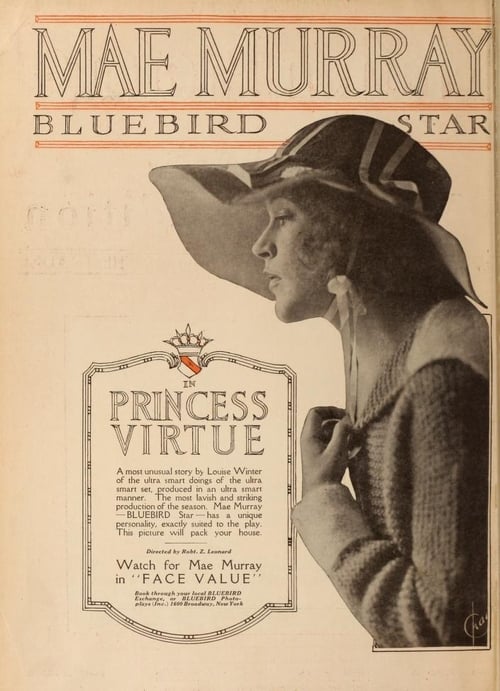 MAE MURRAY
BLUEBIRD STAR
IN
PRINCESS
VIRTUE
A most unusual story by Louise Winter
of the ultra smart doings of the ultra
smart set, produced in an ultra smart
manner. The most lavish and striking
production of the season. Mae Murray
—BLUEBIRD Star—has a unique
personality, exactly suited to the play.
This picture will pack your house.
Directed by Robt. Z. Leonard
Watch for Mae Murray
in "FACE VALUE"
Book through your local BLUEBIRD
Exchange, or BLUEBIRD Photo-
plays (Inc.) 1600 Broadway, New York